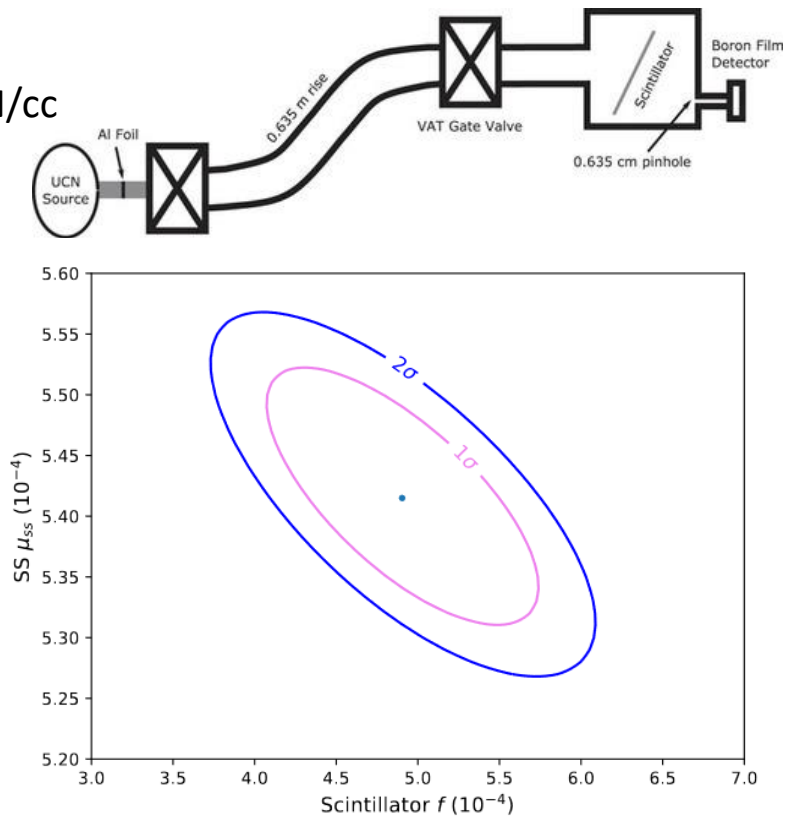 /cc
Al Foil
UCN
Source
0.635 m rise
VAT Gate Valve
Scintillator
Boron Film
Detector
0.635 cm pinhole
5.60
5.55
5.50
5.45
5.40
5.35
5.30
5.25
5.20
SS μss (10⁻⁴)
2σ
1σ
3.0 3.5 4.0 4.5 5.0 5.5 6.0 6.5 7.0
Scintillator f (10⁻⁴)